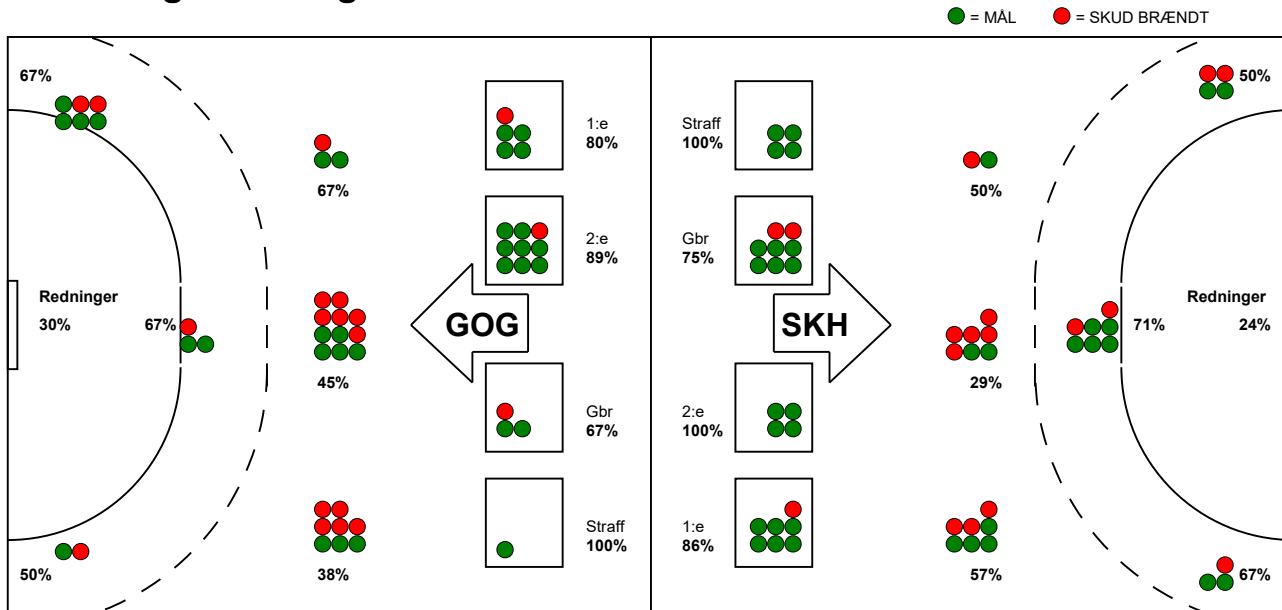 = MÅL
= SKUD BRÆNDT
67%
67%
Redninger
30%
67%
45%
50%
38%
1:e
80%
2:e
89%
GOG
Gbr
67%
Straff
100%
Straff
100%
Gbr
75%
SKH
2:e
100%
1:e
86%
50%
50%
29%
71%
Redninger
24%
57%
67%